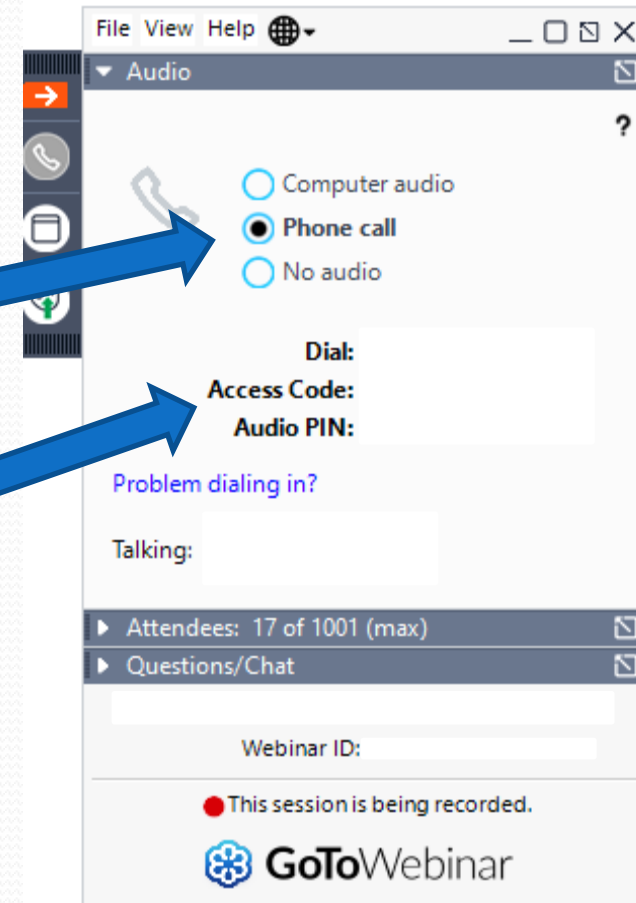 File View Help
Audio
?
Computer audio
Phone call
No audio
Dial:
Access Code:
Audio PIN:
Problem dialing in?
Talking:
Attendees: 17 of 1001 (max)
Questions/Chat
Webinar ID:
This session is being recorded.
GoToWebinar